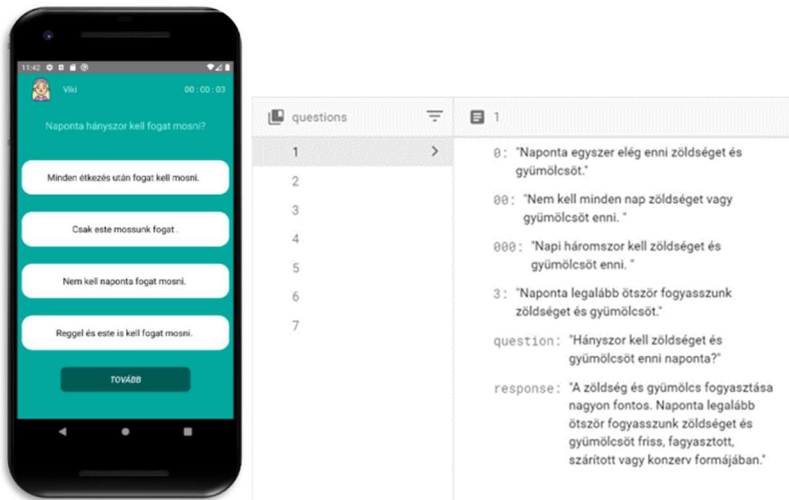 11:42
Viki
00 : 00 : 03
Naponta hányszor kell fogat mosni?
Minden étkezés után fogat kell mosni.
Csak este mossunk fogat .
Nem kell naponta fogat mosni.
Reggel és este is kell fogat mosni.
TOVÁBB
questions
1
2
3
4
5
6
7
1
0: "Naponta egyszer elég enni zöldséget és
gyümölcsöt."
00: "Nem kell minden nap zöldséget vagy
gyümölcsöt enni. "
000: "Napi háromszor kell zöldséget és
gyümölcsöt enni. "
3: "Naponta legalább ötször fogyasszunk
zöldséget és gyümölcsöt."
question: "Hányszor kell zöldséget és
gyümölcsöt enni naponta?"
response: "A zöldség és gyümölcs fogyasztása
nagyon fontos. Naponta legalább
ötször fogyasszunk zöldséget és
gyümölcsöt friss, fagyasztott,
szárított vagy konzerv formájában."